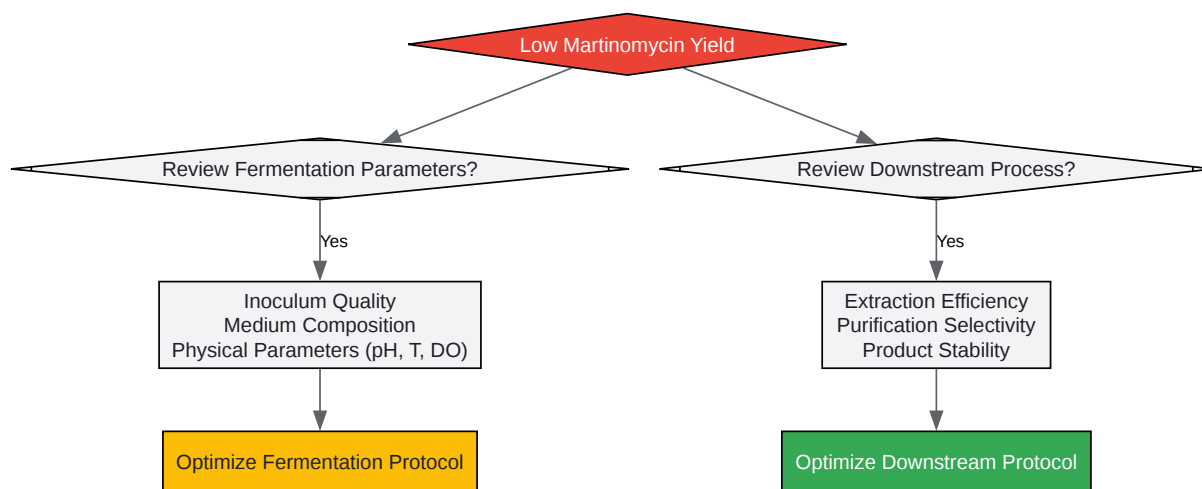 Low Martinomycin Yield
Review Fermentation Parameters?
Review Downstream Process?
Yes
Yes
Inoculum Quality
Medium Composition
Physical Parameters (pH, T, DO)
Extraction Efficiency
Purification Selectivity
Product Stability
Optimize Fermentation Protocol
Optimize Downstream Protocol